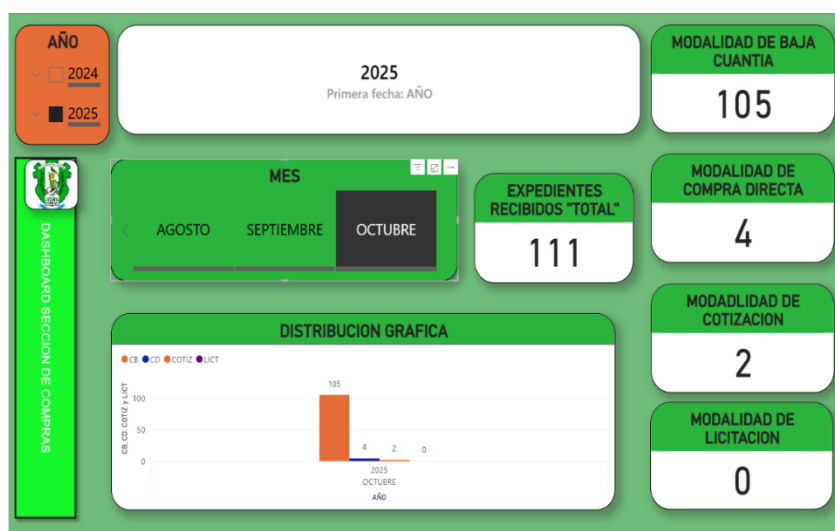 AÑO
2024
2025
2025
Primera fecha: AÑO
MODALIDAD DE BAJA
CUANTIA
105
DASHBOARD SECCION DE COMPRAS
MES
AGOSTO
SEPTIEMBRE
OCTUBRE
EXPEDIENTES
RECIBIDOS "TOTAL"
111
MODALIDAD DE
COMPRA DIRECTA
4
MODADLIDAD DE
COTIZACION
2
MODALIDAD DE
LICITACION
0
DISTRIBUCION GRAFICA
CB CD COTIZ LICT
CB, CD, COTIZ y LICT
100
50
0
105
4
2
0
2025
OCTUBRE
AÑO